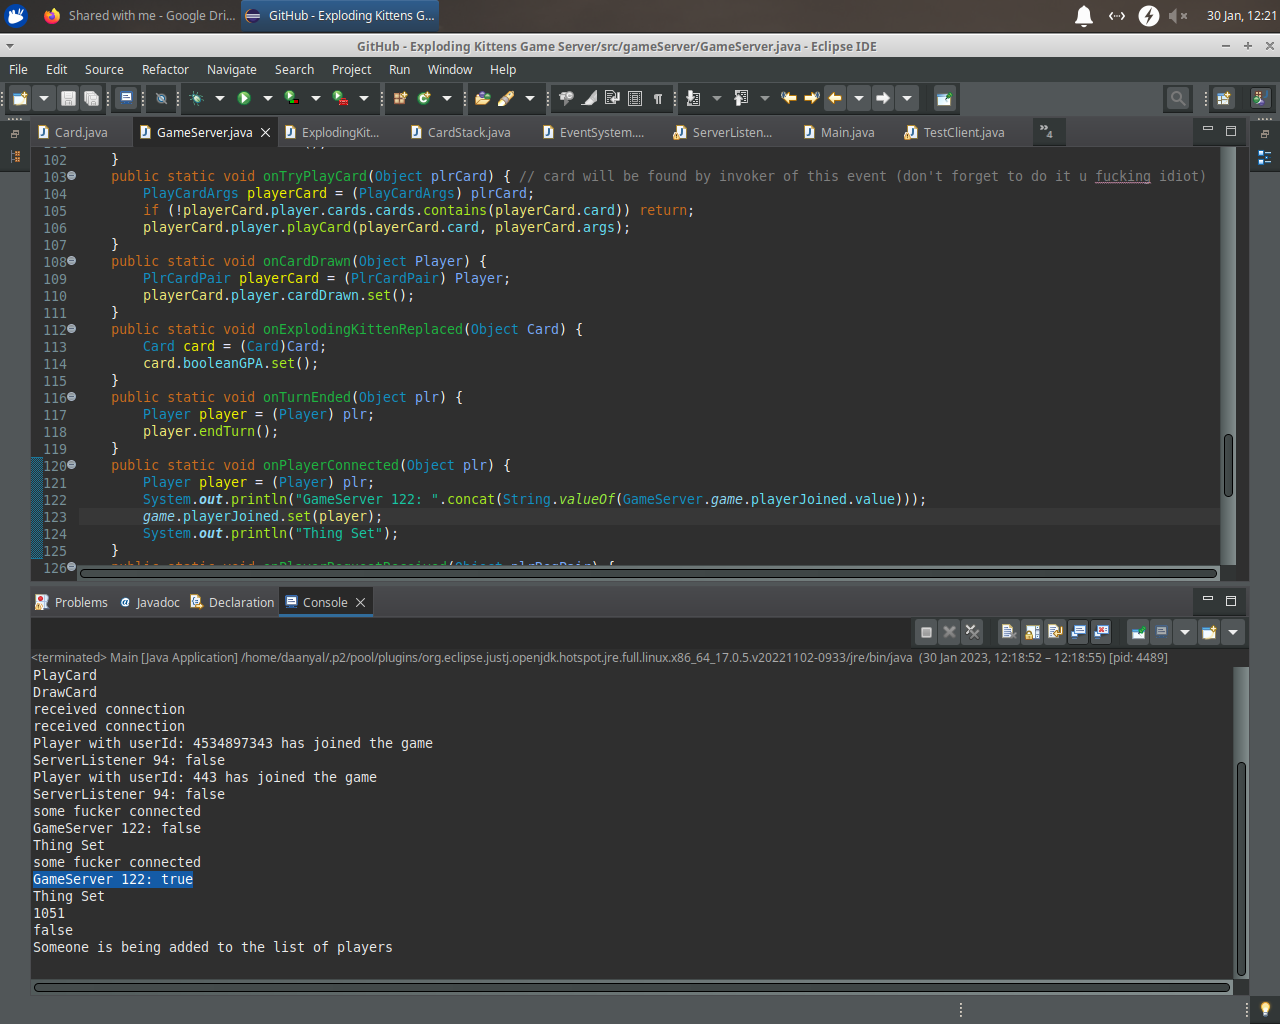 Shared with me - Google Dri...
GitHub - Exploding Kittens G...
30 Jan, 12:21
GitHub - Exploding Kittens Game Server/src/gameServer/GameServer.java - Eclipse IDE
File Edit Source Refactor Navigate Search Project Run Window Help
Card.java GameServer.java ExplodingKit... CardStack.java EventSystem.... ServerListen... Main.java TestClient.java »4
102 }
103 public static void onTryPlayCard(Object plrCard) { // card will be found by invoker of this event (don't forget to do it u fucking idiot)
104 PlayCardArgs playerCard = (PlayCardArgs) plrCard;
105 if (!playerCard.player.cards.cards.contains(playerCard.card)) return;
106 playerCard.player.playCard(playerCard.card, playerCard.args);
107 }
108 public static void onCardDrawn(Object Player) {
109 PlrCardPair playerCard = (PlrCardPair) Player;
110 playerCard.player.cardDrawn.set();
111 }
112 public static void onExplodingKittenReplaced(Object Card) {
113 Card card = (Card)Card;
114 card.booleanGPA.set();
115 }
116 public static void onTurnEnded(Object plr) {
117 Player player = (Player) plr;
118 player.endTurn();
119 }
120 public static void onPlayerConnected(Object plr) {
121 Player player = (Player) plr;
122 System.out.println("GameServer 122: ".concat(String.valueOf(GameServer.game.playerJoined.value)));
123 game.playerJoined.set(player);
124 System.out.println("Thing Set");
125 }
126 public static void onPlayerRequestReceived(Object plrReqPair) {
Problems Javadoc Declaration Console
<terminated> Main [Java Application] /home/daanyal/.p2/pool/plugins/org.eclipse.justj.openjdk.hotspot.jre.full.linux.x86_64_17.0.5.v20221102-0933/jre/bin/java (30 Jan 2023, 12:18:52 – 12:18:55) [pid: 4489]
PlayCard
DrawCard
received connection
received connection
Player with userId: 4534897343 has joined the game
ServerListener 94: false
Player with userId: 443 has joined the game
ServerListener 94: false
some fucker connected
GameServer 122: false
Thing Set
some fucker connected
GameServer 122: true
Thing Set
1051
false
Someone is being added to the list of players